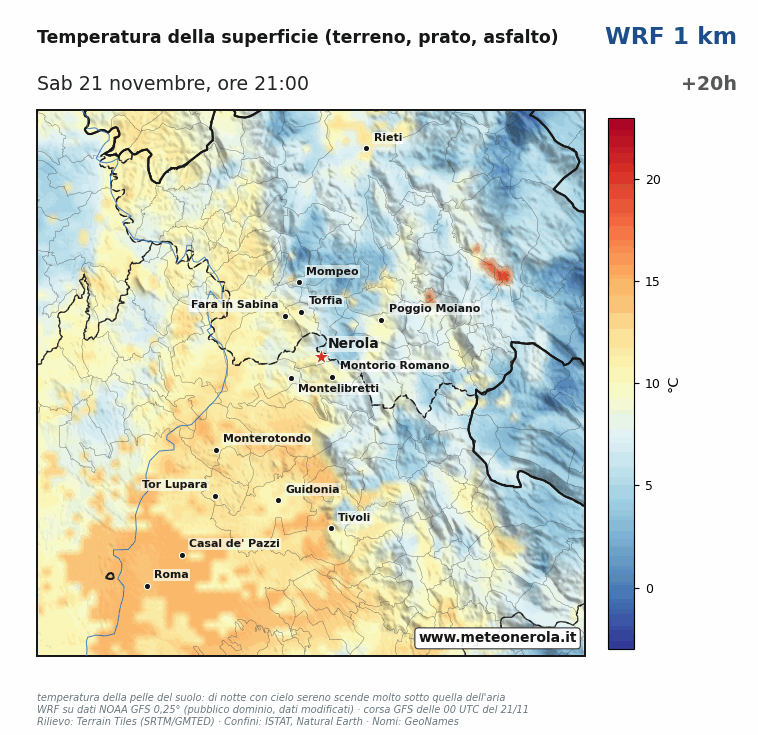 Temperatura della superficie (terreno, prato, asfalto)
WRF 1 km
Sab 21 novembre, ore 21:00
+20h
Rieti
Mompeo
Fara in Sabina
Toffia
Poggio Moiano
Nerola
Montorio Romano
Montelibretti
Monterotondo
Tor Lupara
Guidonia
Tivoli
Casal de' Pazzi
Roma
www.meteonerola.it
20
15
10
5
0
°C
temperatura della pelle del suolo: di notte con cielo sereno scende molto sotto quella dell'aria
WRF su dati NOAA GFS 0,25° (pubblico dominio, dati modificati) · corsa GFS delle 00 UTC del 21/11
Rilievo: Terrain Tiles (SRTM/GMTED) · Confini: ISTAT, Natural Earth · Nomi: GeoNames